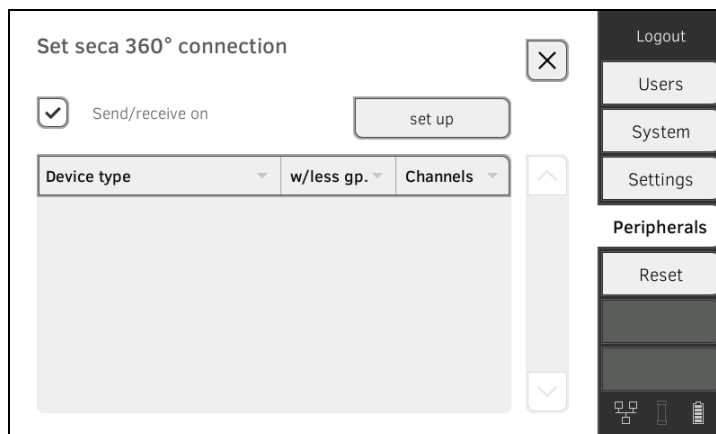 Set seca 360° connection
Send/receive on
set up
Device type
w/less gp.
Channels
Logout
Users
System
Settings
Peripherals
Reset